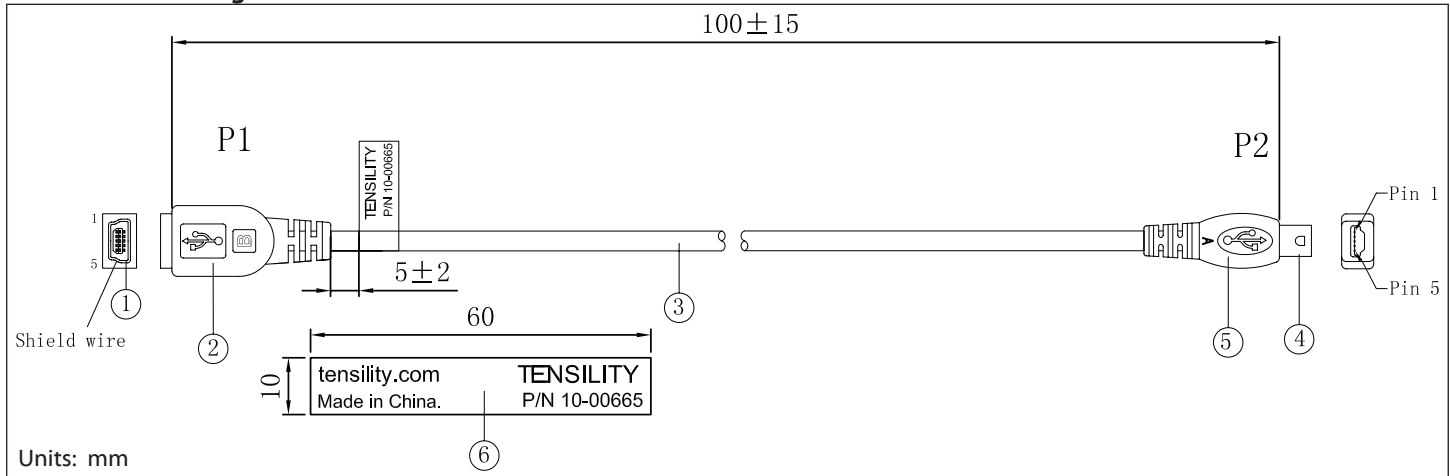 100±15
P1
P2
TENSILITY
P/N 10-00665
1
5
B
A
Pin 1
Pin 5
5±2
1
2
3
5
4
Shield wire
60
10
tensility.com TENSILITY
Made in China. P/N 10-00665
6
Units: mm